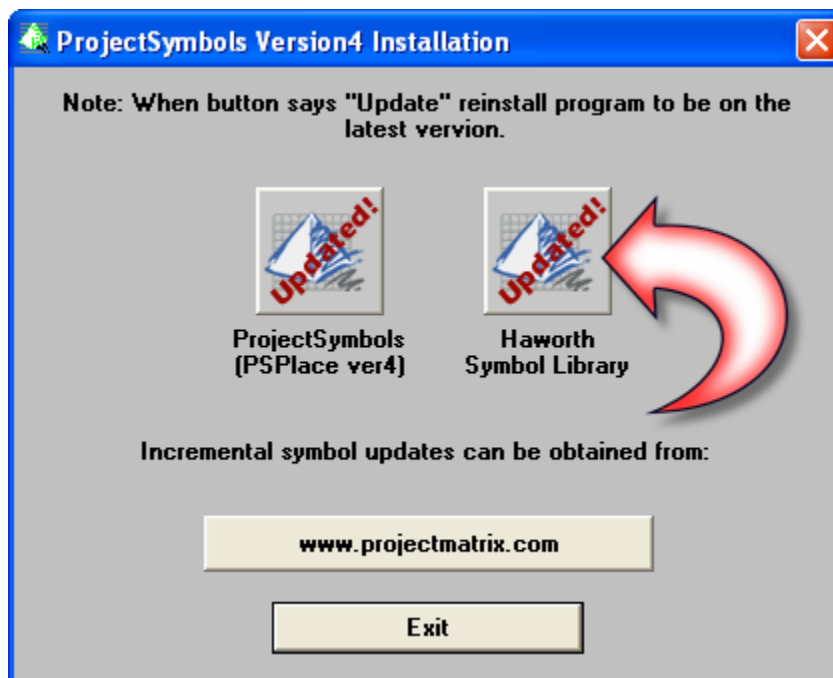 ProjectSymbols Version4 Installation
Note: When button says "Update" reinstall program to be on the
latest vervion.
Updated!
Updated!
ProjectSymbols
(PSPlace ver4)
Haworth
Symbol Library
Incremental symbol updates can be obtained from:
www.projectmatrix.com
Exit